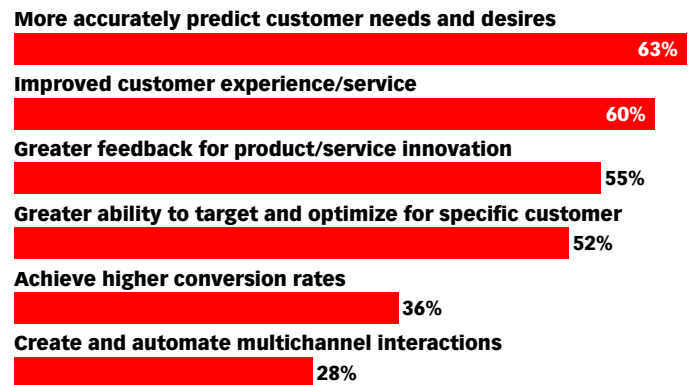 More accurately predict customer needs and desires
63%
Improved customer experience/service
60%
Greater feedback for product/service innovation
55%
Greater ability to target and optimize for specific customer
52%
Achieve higher conversion rates
36%
Create and automate multichannel interactions
28%